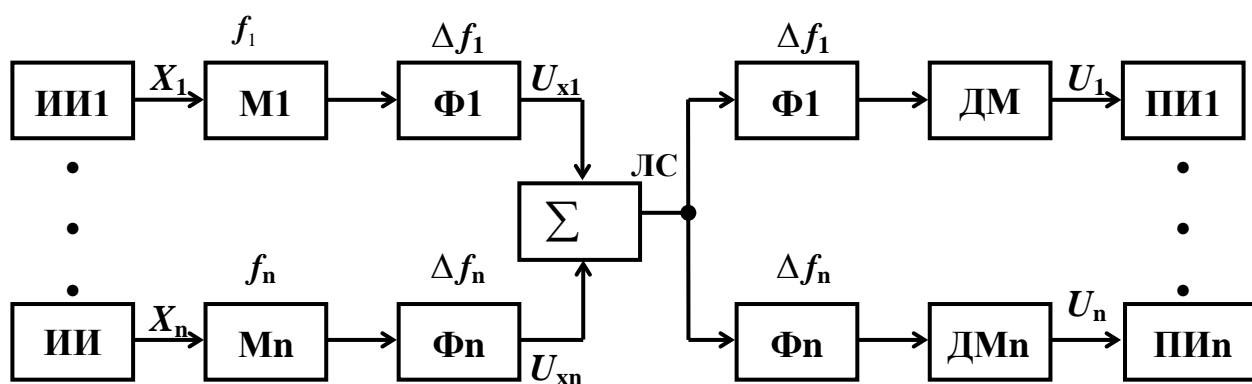 f₁ Δf₁ Δf₁
ИИ1 X₁ М1 Ф1 Uₓ₁ Ф1 ДМ U₁ ПИ1
∑ ЛС
fₙ Δfₙ Δfₙ
ИИ Xₙ Мn Фn Uₓₙ Фn ДМn Uₙ ПИn